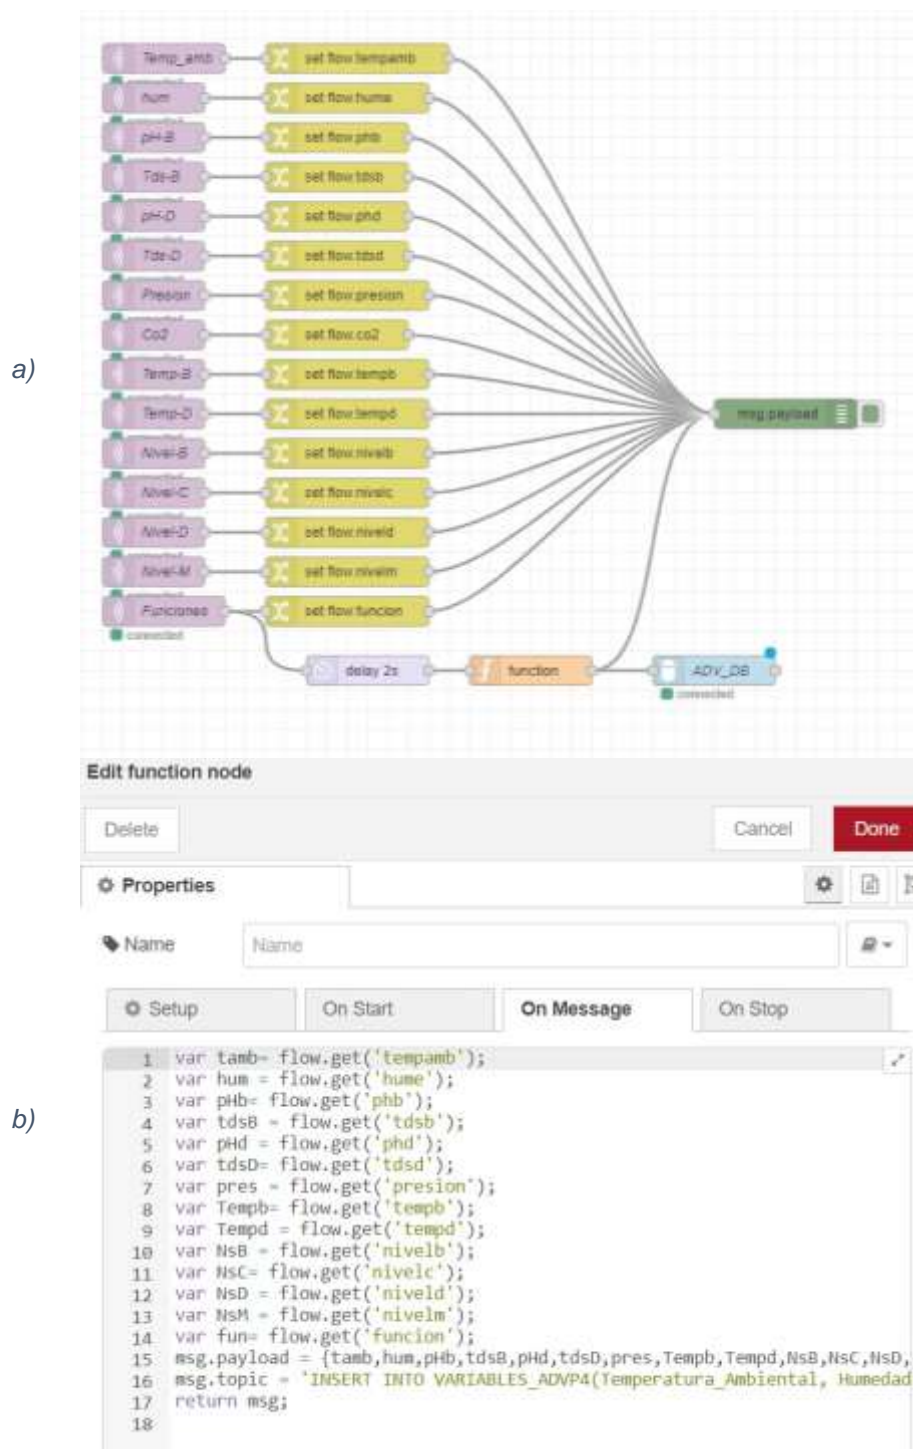 Temp_amb set flow.tempamb
hum set flow.hume
pH-B set flow.phb
Tds-B set flow.tdsb
pH-D set flow.phd
Tds-D set flow.tdsd
Presion set flow.presion
Co2 set flow.co2
a)
Temp-B set flow.tempb
Temp-D set flow.tempd msg.payload
Nivel-B set flow.nivelb
Nivel-C set flow.nivelc
Nivel-D set flow.niveld
Nivel-M set flow.nivelm
Funciones set flow.funcion
connected
delay 2s function ADV_DB
connected
Edit function node
Delete Cancel Done
Properties
Name Name
Setup On Start On Message On Stop
b)
1 var tamb= flow.get('tempamb');
2 var hum = flow.get('hume');
3 var pHb= flow.get('phb');
4 var tdsB = flow.get('tdsb');
5 var pHd = flow.get('phd');
6 var tdsD= flow.get('tdsd');
7 var pres = flow.get('presion');
8 var Tempb= flow.get('tempb');
9 var Tempd = flow.get('tempd');
10 var NsB = flow.get('nivelb');
11 var NsC= flow.get('nivelc');
12 var NsD = flow.get('niveld');
13 var NsM = flow.get('nivelm');
14 var fun= flow.get('funcion');
15 msg.payload = {tamb,hum,pHb,tdsB,pHd,tdsD,pres,Tempb,Tempd,NsB,NsC,NsD,
16 msg.topic = 'INSERT INTO VARIABLES_ADVP4(Temperatura_Ambiental, Humedad
17 return msg;
18